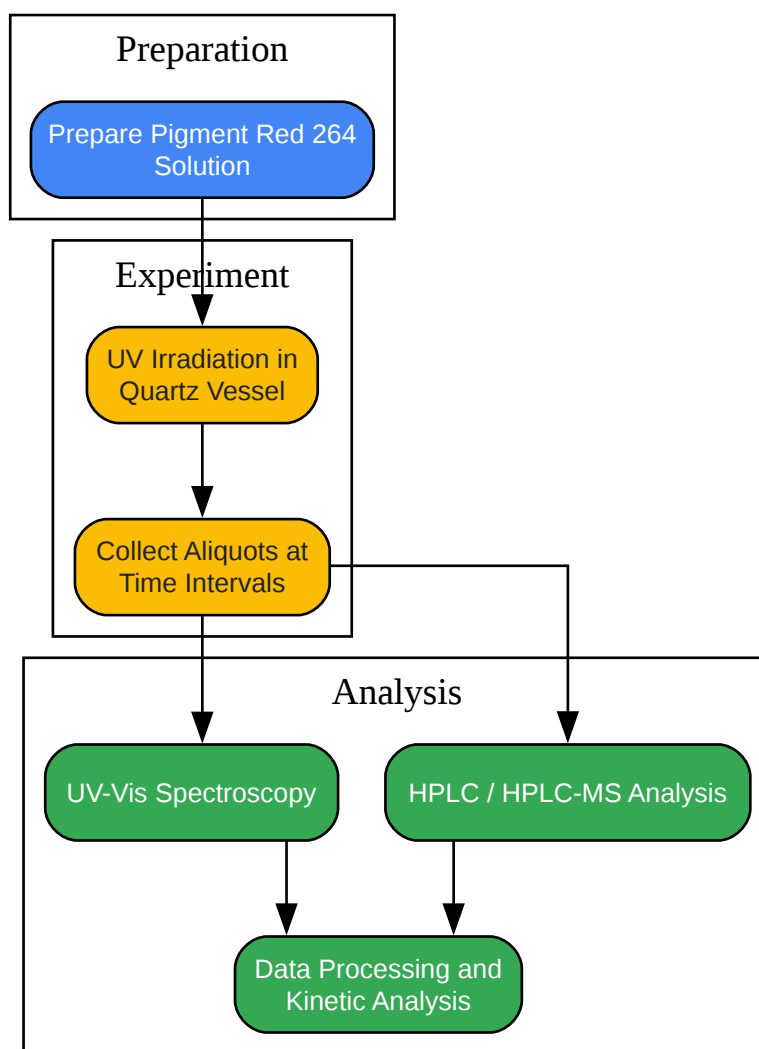 Preparation
Prepare Pigment Red 264
Solution
Experiment
UV Irradiation in
Quartz Vessel
Collect Aliquots at
Time Intervals
Analysis
UV-Vis Spectroscopy
HPLC / HPLC-MS Analysis
Data Processing and
Kinetic Analysis